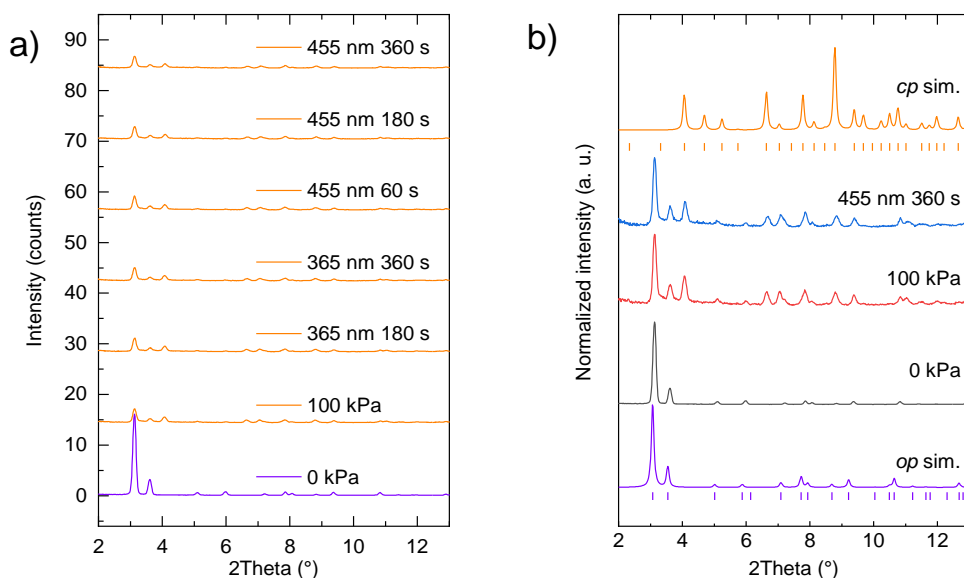 a)
Intensity (counts)
90
80
70
60
50
40
30
20
10
0
455 nm 360 s
455 nm 180 s
455 nm 60 s
365 nm 360 s
365 nm 180 s
100 kPa
0 kPa
2 4 6 8 10 12
2Theta (°)
b)
Normalized intensity (a. u.)
cp sim.
455 nm 360 s
100 kPa
0 kPa
op sim.
2 4 6 8 10 12
2Theta (°)